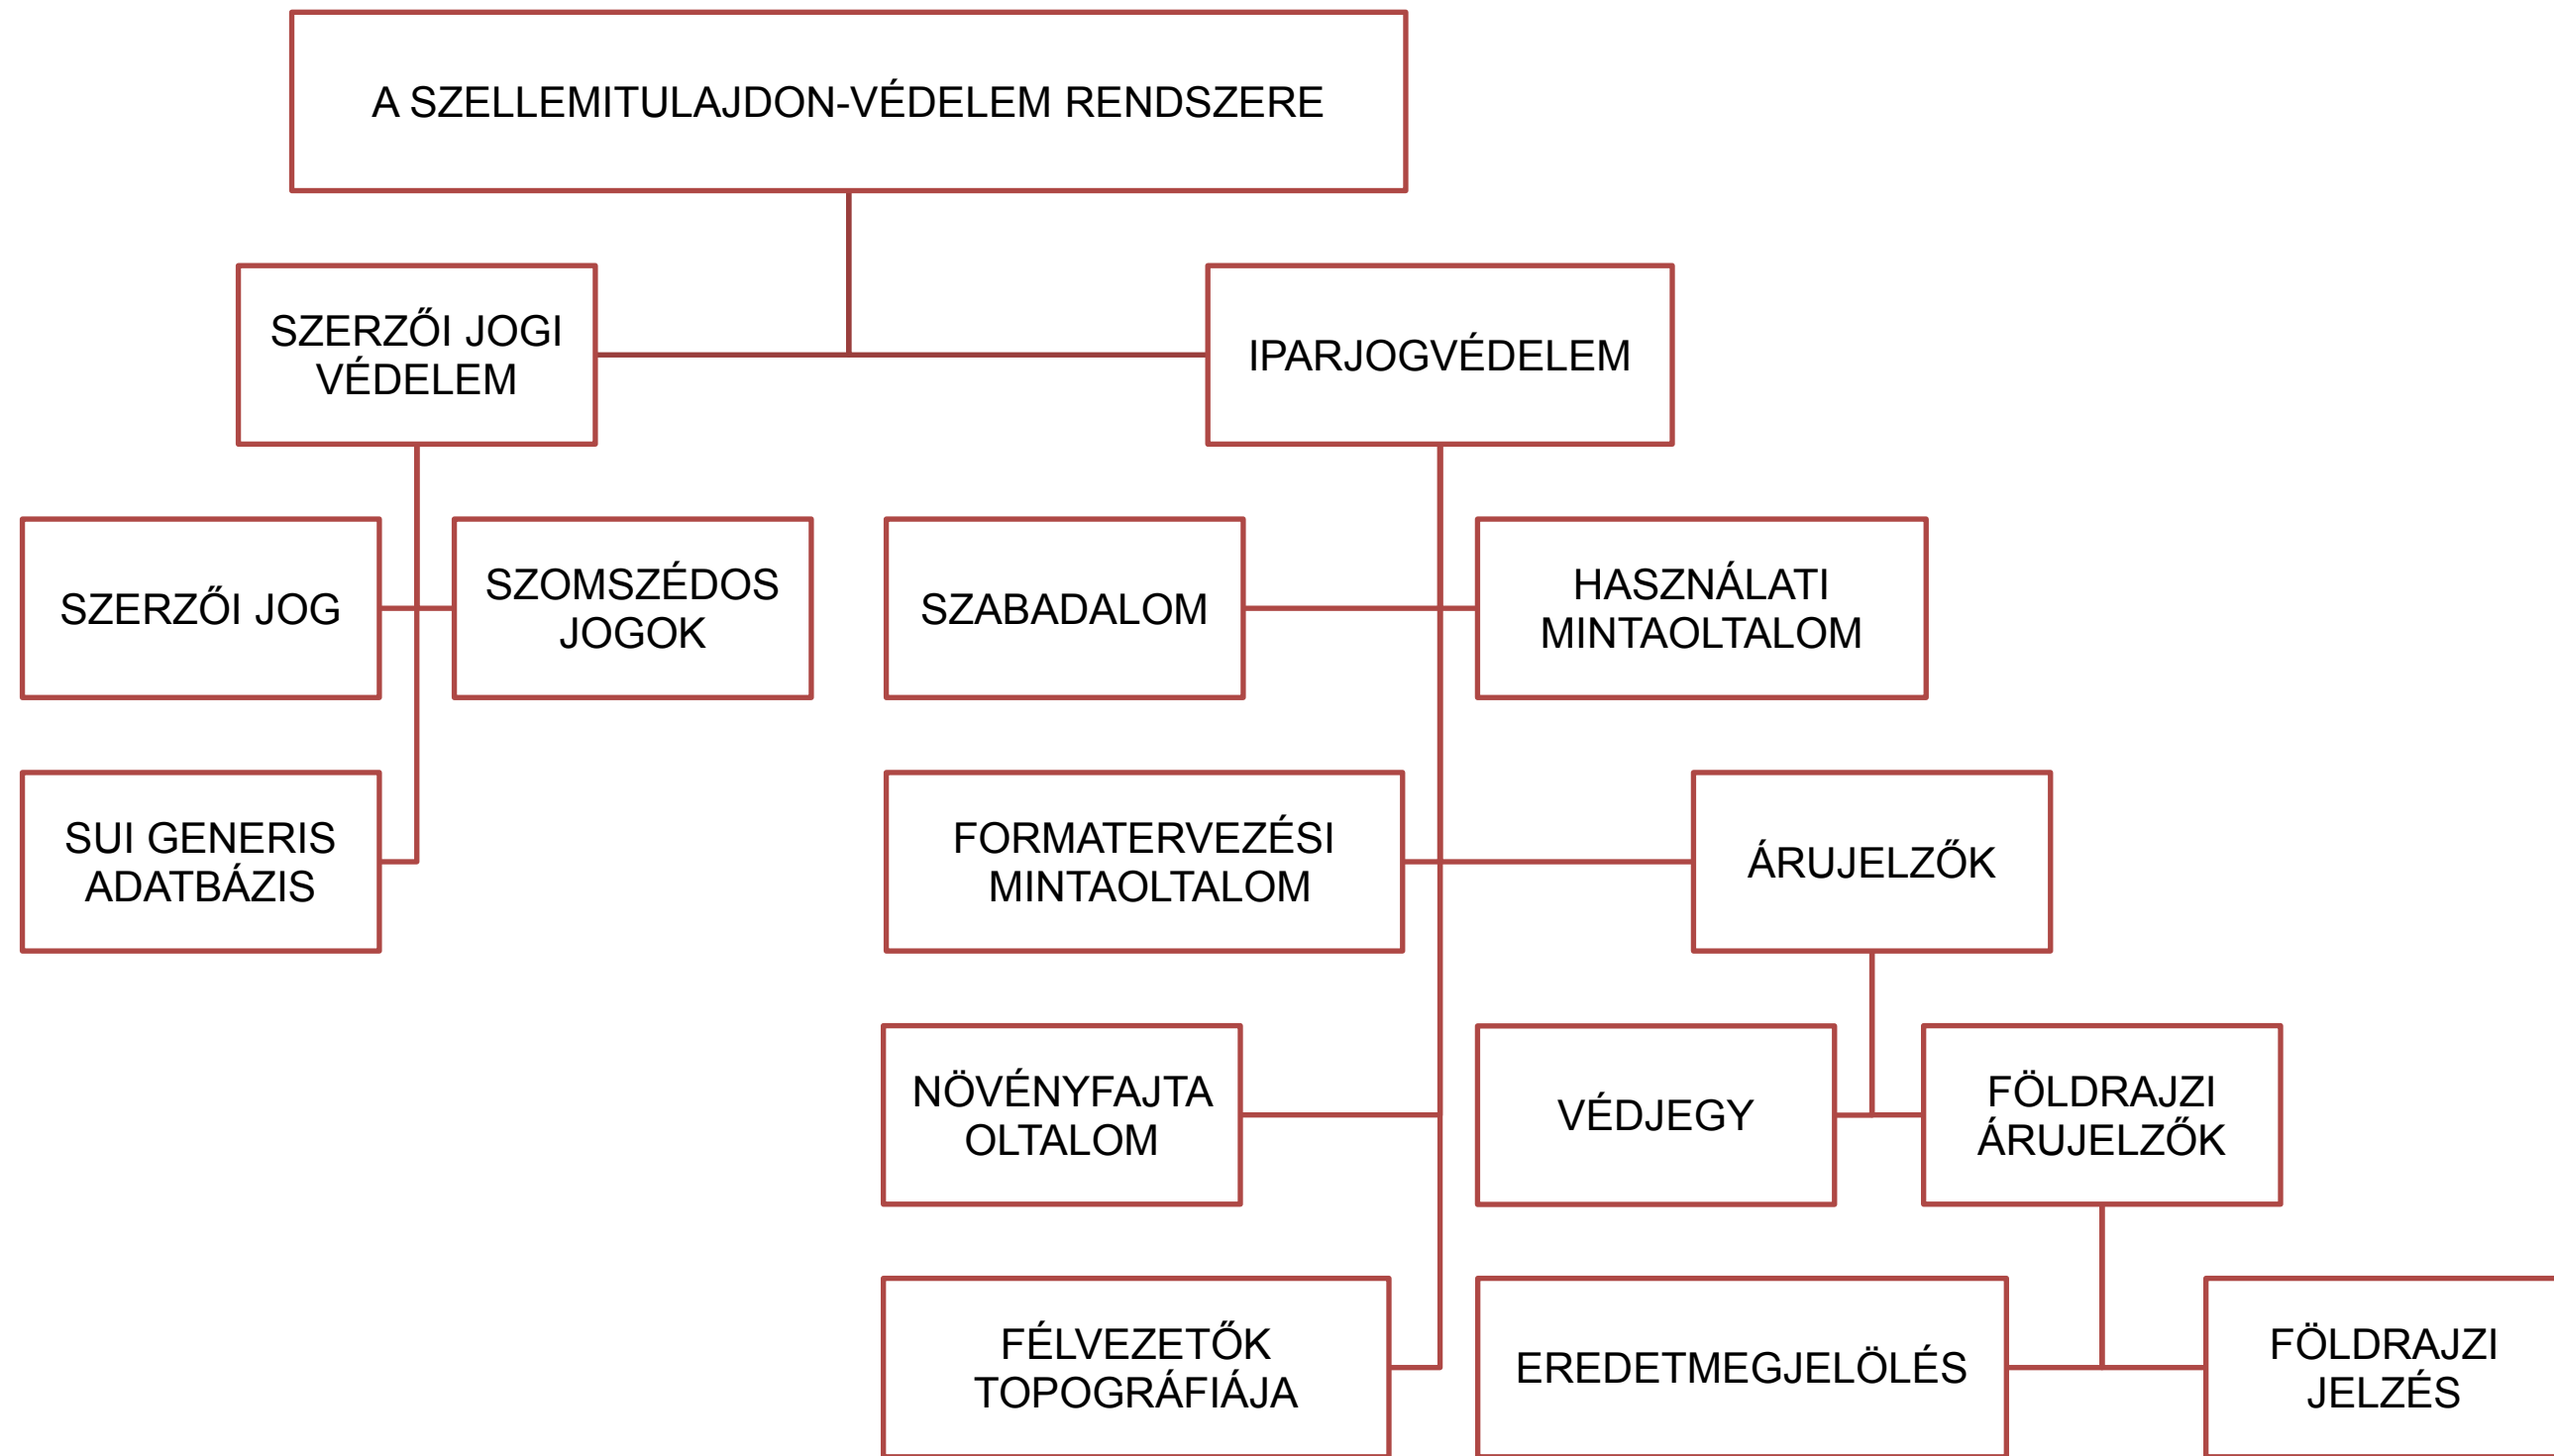 A SZELLEMITULAJDON-VÉDELEM RENDSZERE
SZERZŐI JOGI
VÉDELEM
IPARJOGVÉDELEM
SZERZŐI JOG
SZOMSZÉDOS
JOGOK
SZABADALOM
HASZNÁLATI
MINTAOLTALOM
SUI GENERIS
ADATBÁZIS
FORMATERVEZÉSI
MINTAOLTALOM
ÁRUJELZŐK
NÖVÉNYFAJTA
OLTALOM
VÉDJEGY
FÖLDRAJZI
ÁRUJELZŐK
FÉLVEZETŐK
TOPOGRÁFIÁJA
EREDETMEGJELÖLÉS
FÖLDRAJZI
JELZÉS